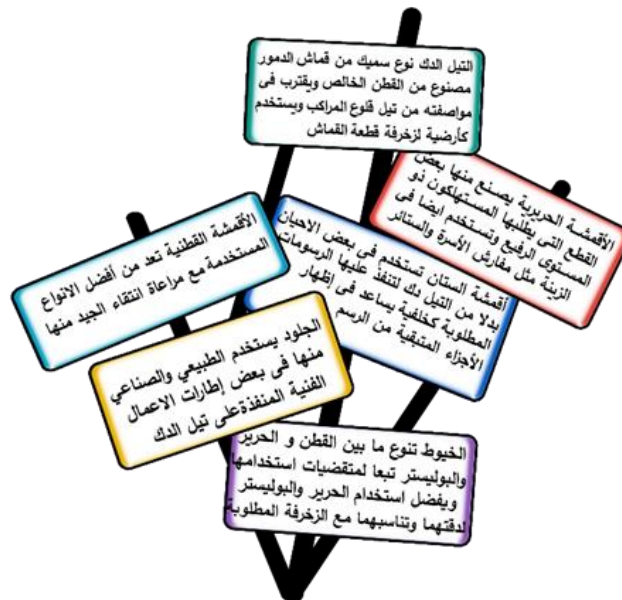 التيل الدك نوع سميك من قماش الدمور
مصنوع من القطن الخالص ويقترب فى
مواصفته من تيل قلوع المراكب ويستخدم
كأرضية لزخرفة قطعة القماش
الأقمشة الحريرية يصنع منها بعض
القطع التى يطلبها المستهلكون ذو
المستوى الرفيع وتستخدم ايضا فى
الزينة مثل مفارش الأسرة والستائر
الأقمشة القطنية تعد من أفضل الانواع
المستخدمة مع مراعاة انتقاء الجيد منها
أقمشة الستان تستخدم فى بعض الاحيان
بدلا من التيل دك لتنفذ عليها الرسومات
المطلوبة كخلفية يساعد فى إظهار
الأجزاء المتبقية من الرسم
الجلود يستخدم الطبيعي والصناعي
منها فى بعض إطارات الاعمال
الفنية المنفذةعلى تيل الدك
الخيوط تنوع ما بين القطن و الحرير
والبوليستر تبعا لمتقضيات استخدامها
ويفضل استخدام الحرير والبوليستر
لدقتهما وتناسبهما مع الزخرفة المطلوبة